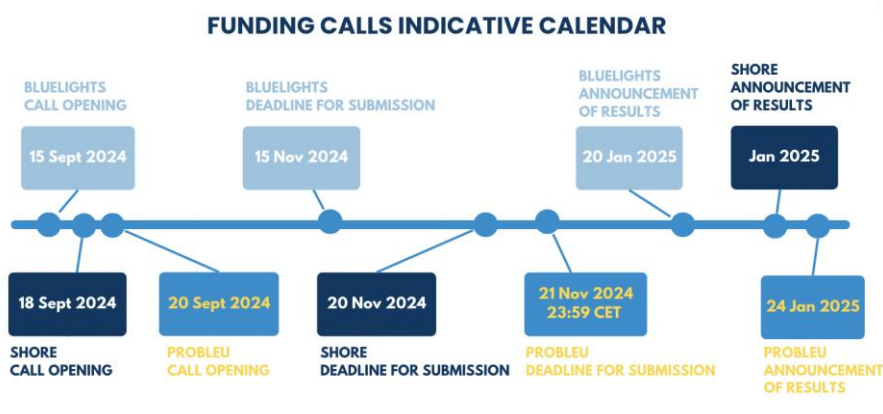 FUNDING CALLS INDICATIVE CALENDAR
BLUELIGHTS
CALL OPENING
15 Sept 2024
BLUELIGHTS
DEADLINE FOR SUBMISSION
15 Nov 2024
BLUELIGHTS
ANNOUNCEMENT
OF RESULTS
20 Jan 2025
SHORE
ANNOUNCEMENT
OF RESULTS
Jan 2025
18 Sept 2024
SHORE
CALL OPENING
20 Sept 2024
PROBLEU
CALL OPENING
20 Nov 2024
SHORE
DEADLINE FOR SUBMISSION
21 Nov 2024
23:59 CET
PROBLEU
DEADLINE FOR SUBMISSION
24 Jan 2025
PROBLEU
ANNOUNCEMENT
OF RESULTS